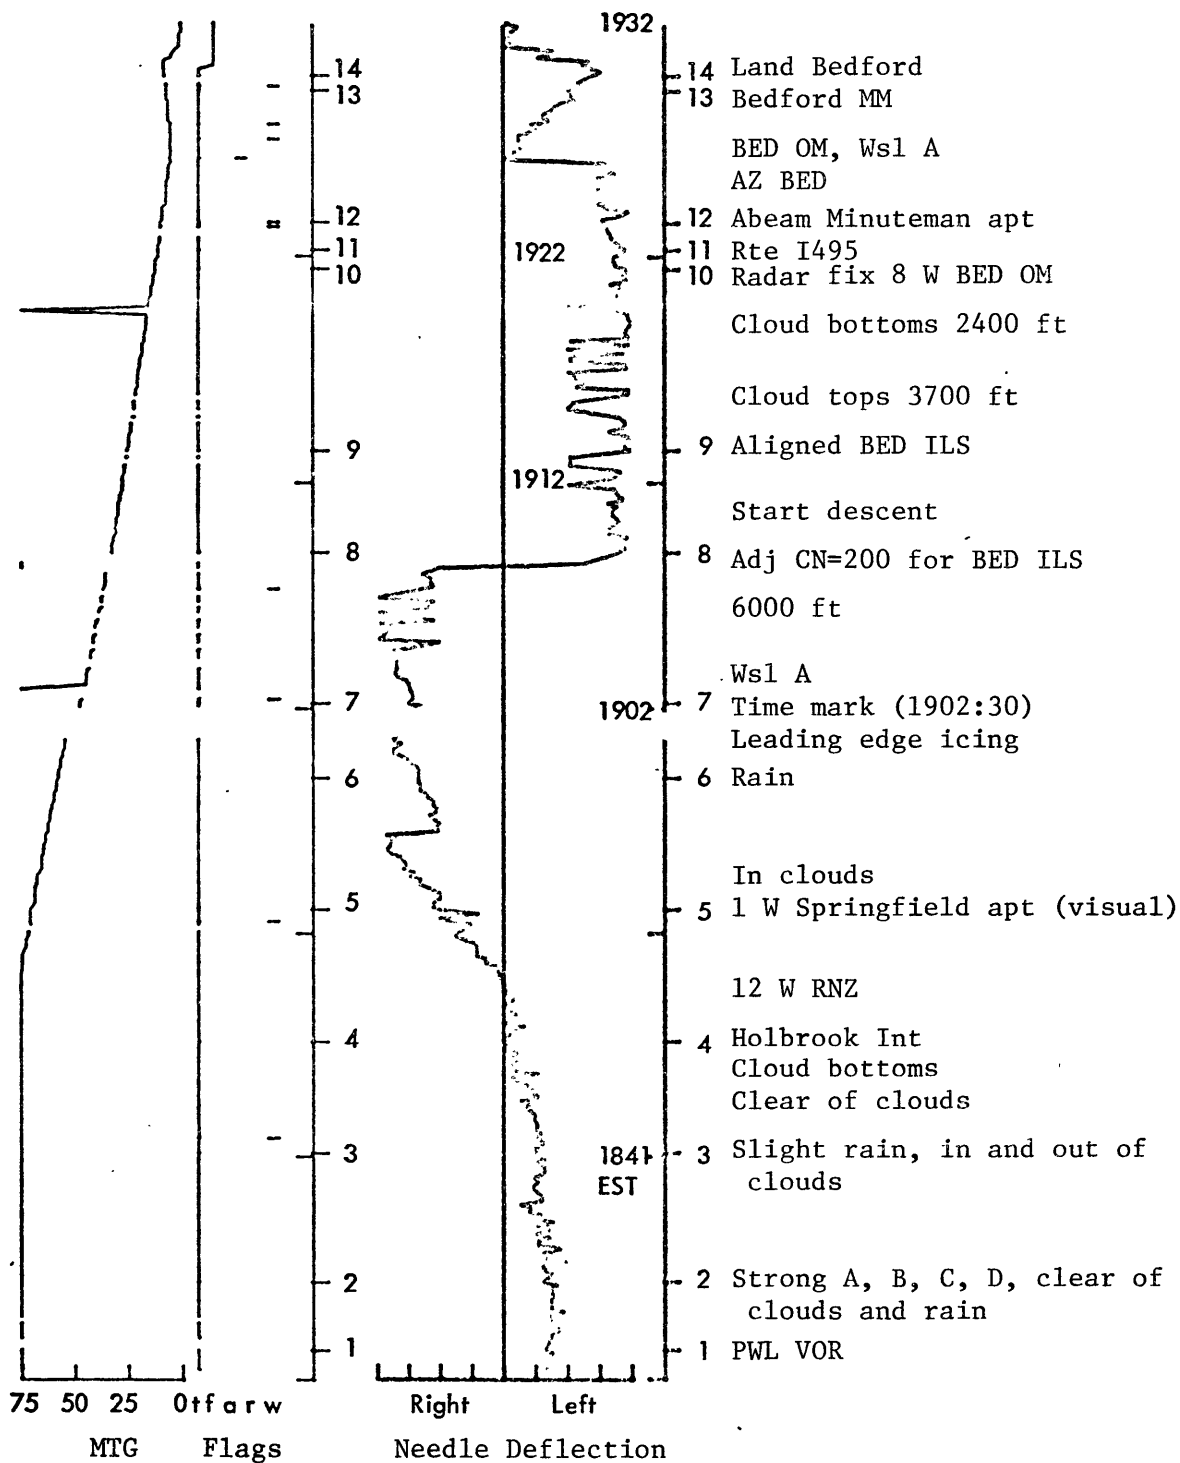 1932
14 14 Land Bedford
13 13 Bedford MM
BED OM, Wsl A
AZ BED
12 12 Abeam Minuteman apt
11 1922 11 Rte I495
10 10 Radar fix 8 W BED OM
Cloud bottoms 2400 ft
Cloud tops 3700 ft
9 9 Aligned BED ILS
1912
Start descent
8 8 Adj CN=200 for BED ILS
6000 ft
Wsl A
7 1902 7 Time mark (1902:30)
Leading edge icing
6 6 Rain
In clouds
5 5 1 W Springfield apt (visual)
12 W RNZ
4 4 Holbrook Int
Cloud bottoms
Clear of clouds
3 1841 3 Slight rain, in and out of
EST clouds
2 2 Strong A, B, C, D, clear of
clouds and rain
1 1 PWL VOR
75 50 25 0 t f a r w Right Left
MTG Flags Needle Deflection